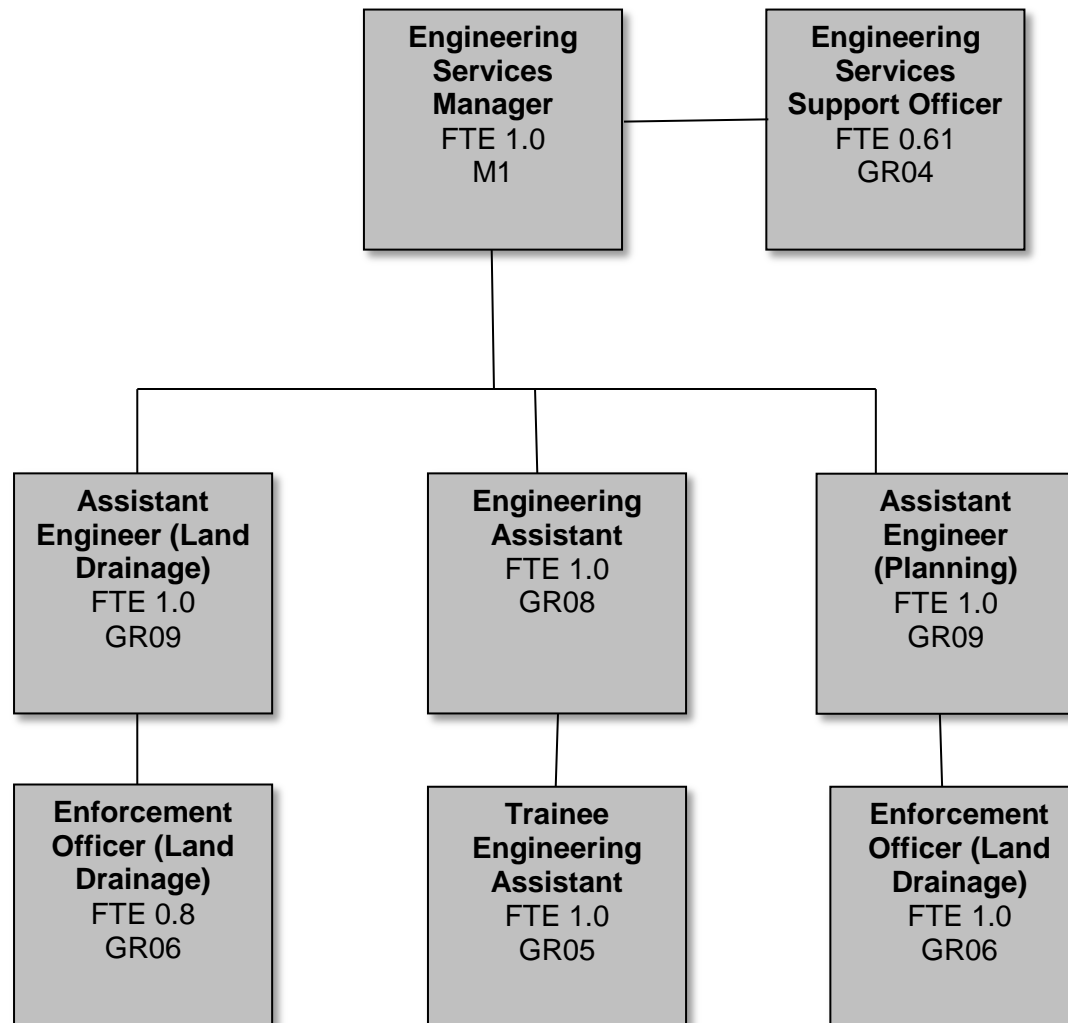 Engineering
Services
Manager
FTE 1.0
M1
Engineering
Services
Support Officer
FTE 0.61
GR04
Assistant
Engineer (Land
Drainage)
FTE 1.0
GR09
Engineering
Assistant
FTE 1.0
GR08
Assistant
Engineer
(Planning)
FTE 1.0
GR09
Enforcement
Officer (Land
Drainage)
FTE 0.8
GR06
Trainee
Engineering
Assistant
FTE 1.0
GR05
Enforcement
Officer (Land
Drainage)
FTE 1.0
GR06